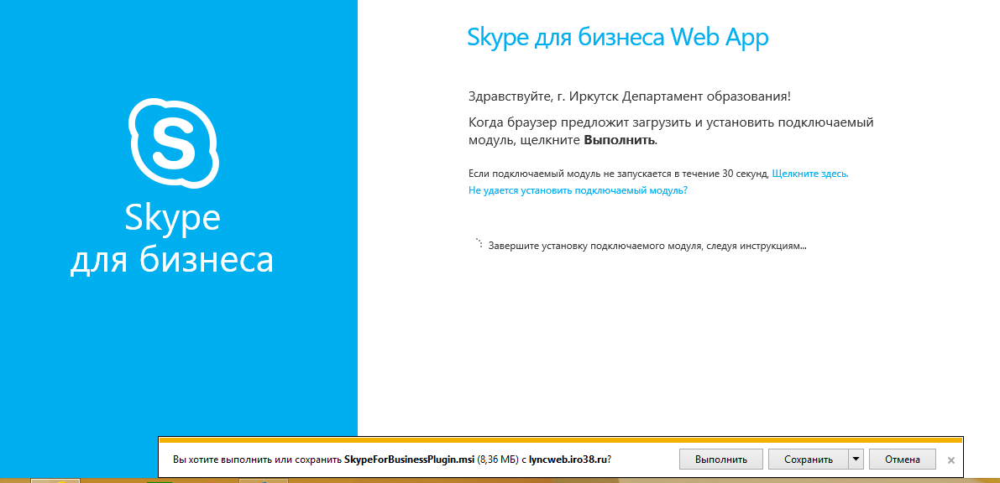 Skype для бизнеса Web App
Здравствуйте, г. Иркутск Департамент образования!
Когда браузер предложит загрузить и установить подключаемый
модуль, щелкните Выполнить.
Если подключаемый модуль не запускается в течение 30 секунд, Щелкните здесь.
Не удается установить подключаемый модуль?
Завершите установку подключаемого модуля, следуя инструкциям...
S
Skype
для бизнеса
Вы хотите выполнить или сохранить SkypeForBusinessPlugin.msi (8,36 МБ) с lyncweb.iro38.ru?
Выполнить
Сохранить
Отмена